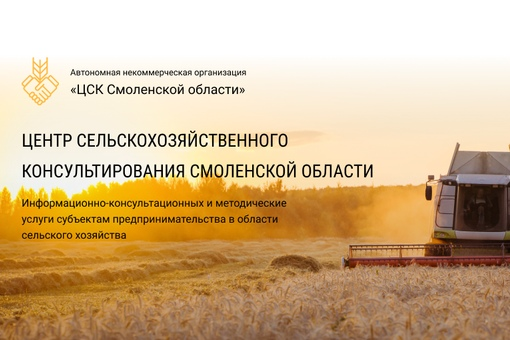 Автономная некоммерческая организация
«ЦСК Смоленской области»
ЦЕНТР СЕЛЬСКОХОЗЯЙСТВЕННОГО
КОНСУЛЬТИРОВАНИЯ СМОЛЕНСКОЙ ОБЛАСТИ
Информационно-консультационных и методические
услуги субъектам предпринимательства в области
сельского хозяйства